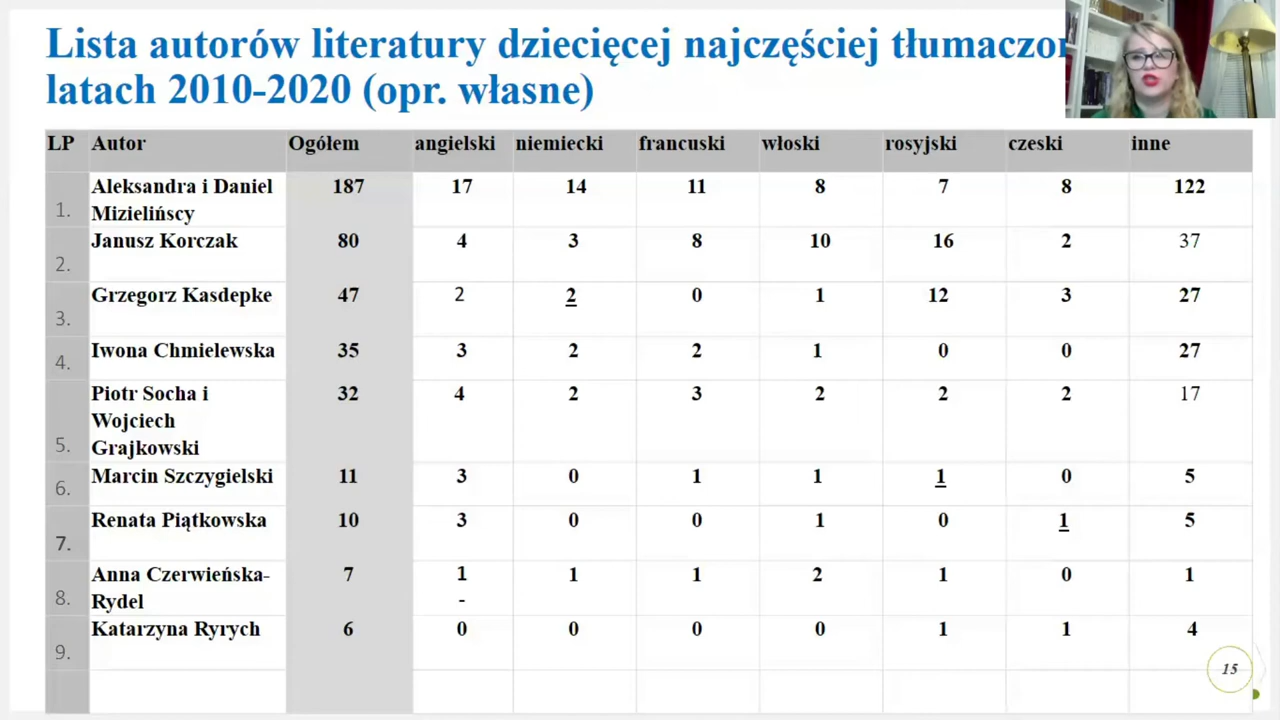 Lista autorów literatury dziecięcej najczęściej
latach 2010-2020 (opr. własne)
LP Autor Ogółem angielski niemiecki francuski włoski rosyjski czeski inne
1. Aleksandra i Daniel Mizielińscy 187 17 14 11 8 7 8 122
2. Janusz Korczak 80 4 3 8 10 16 2 37
3. Grzegorz Kasdepke 47 2 2 0 1 12 3 27
4. Iwona Chmielewska 35 3 2 2 1 0 0 27
5. Piotr Socha i Wojciech Grajkowski 32 4 2 3 2 2 2 17
6. Marcin Szczygielski 11 3 0 1 1 1 0 5
7. Renata Piątkowska 10 3 0 0 1 0 1 5
8. Anna Czerwieńska-Rydel 7 1 - 1 1 2 1 0 1
9. Katarzyna Ryrych 6 0 0 0 0 1 1 4
15